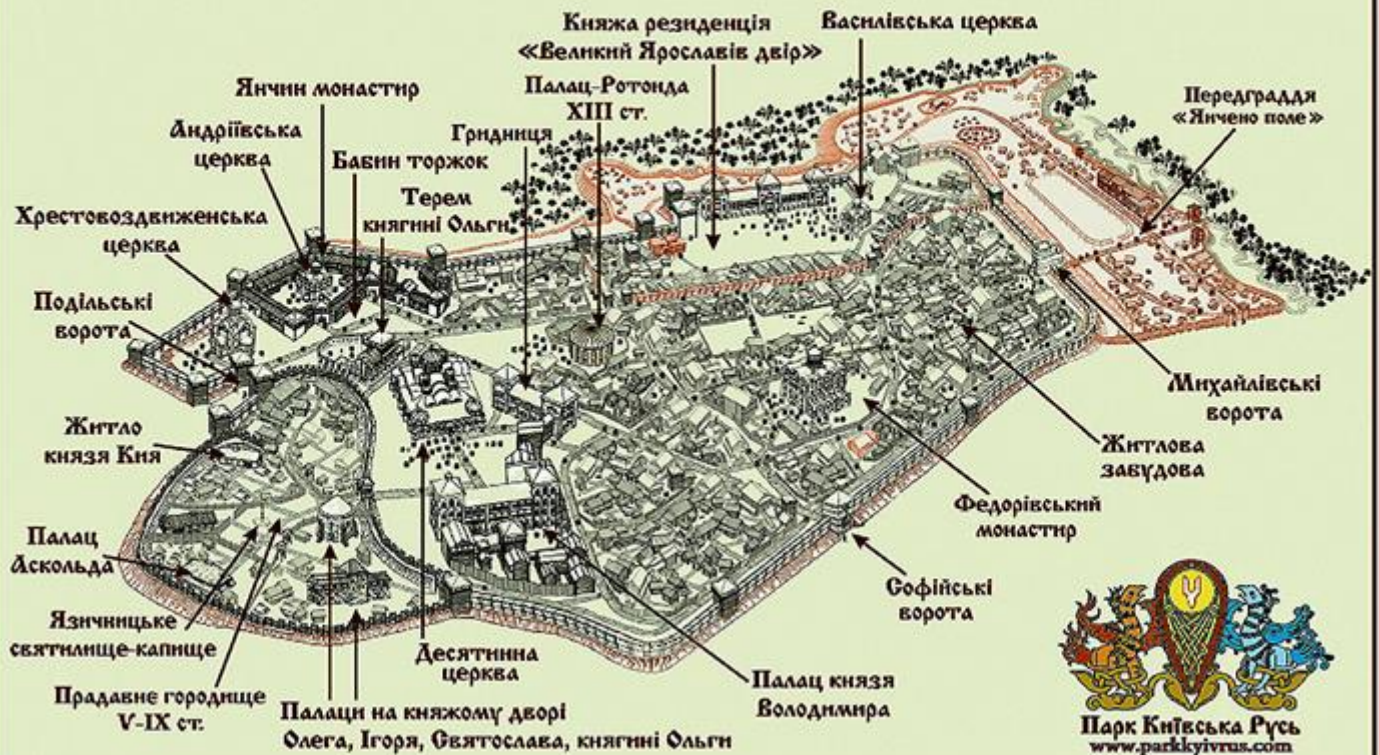 Княжа резиденція
«Великий Ярославів двір»
Василівська церква
Янчин монастир
Палац-Ротонда
XIII ст.
Передграддя
«Янчено поле»
Андріївська
церква
Гридниця
Бабин торжок
Терем
княгині Ольги
Хрестовоздвиженська
церква
Подільські
ворота
Михайлівські
ворота
Житло
князя Кия
Житлова
забудова
Федорівський
монастир
Палац
Аскольда
Софійські
ворота
Язичницьке
святилище-капище
Десятинна
церква
Прадавнє городище
V-IX ст.
Палац князя
Володимира
Палаци на княжому дворі
Олега, Ігоря, Святослава, княгині Ольги
Парк Київська Русь
www.parkkyivrus.com